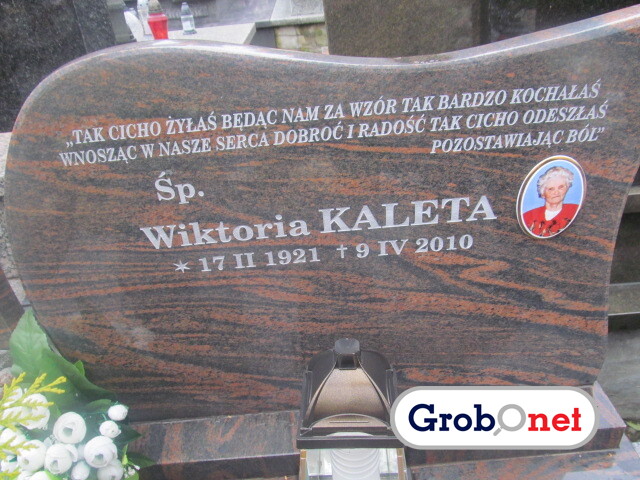 „TAK CICHO ŻYŁAŚ BĘDĄC NAM ZA WZÓR TAK BARDZO KOCHAŁAŚ
WNOSZĄC W NASZE SERCA DOBROĆ I RADOŚĆ TAK CICHO ODESZŁAŚ
POZOSTAWIAJĄC BÓL”
Śp.
Wiktoria KALETA
✶ 17 II 1921 † 9 IV 2010
Grobonet